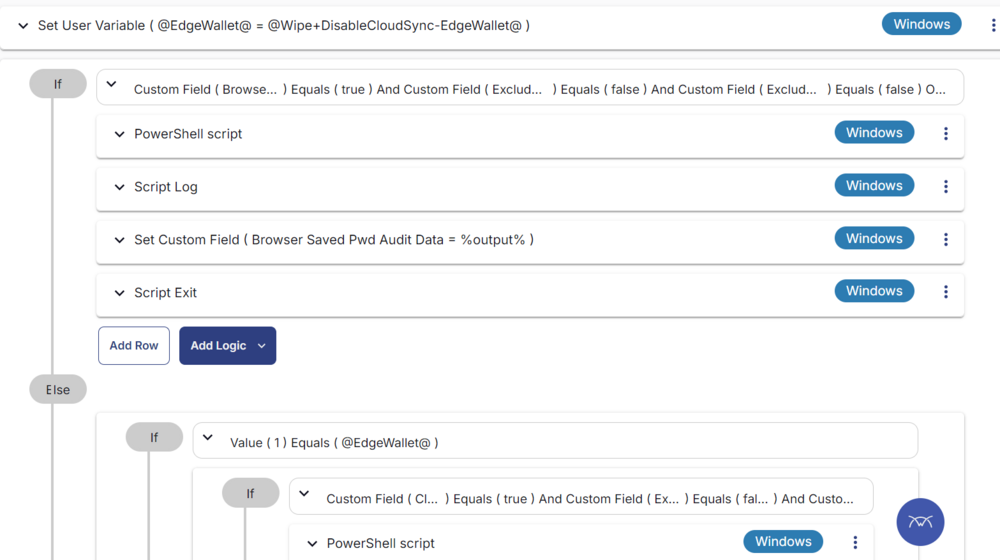 Set User Variable ( @EdgeWallet@ = @Wipe+DisableCloudSync-EdgeWallet@ ) Windows
If
Custom Field ( Browse... ) Equals ( true ) And Custom Field ( Exclud... ) Equals ( false ) And Custom Field ( Exclud... ) Equals ( false ) O...
PowerShell script Windows
Script Log Windows
Set Custom Field ( Browser Saved Pwd Audit Data = %output% ) Windows
Script Exit Windows
Add Row Add Logic
Else
If
Value ( 1 ) Equals ( @EdgeWallet@ )
If
Custom Field ( Cl... ) Equals ( true ) And Custom Field ( Ex... ) Equals ( fal... ) And Custo...
PowerShell script Windows